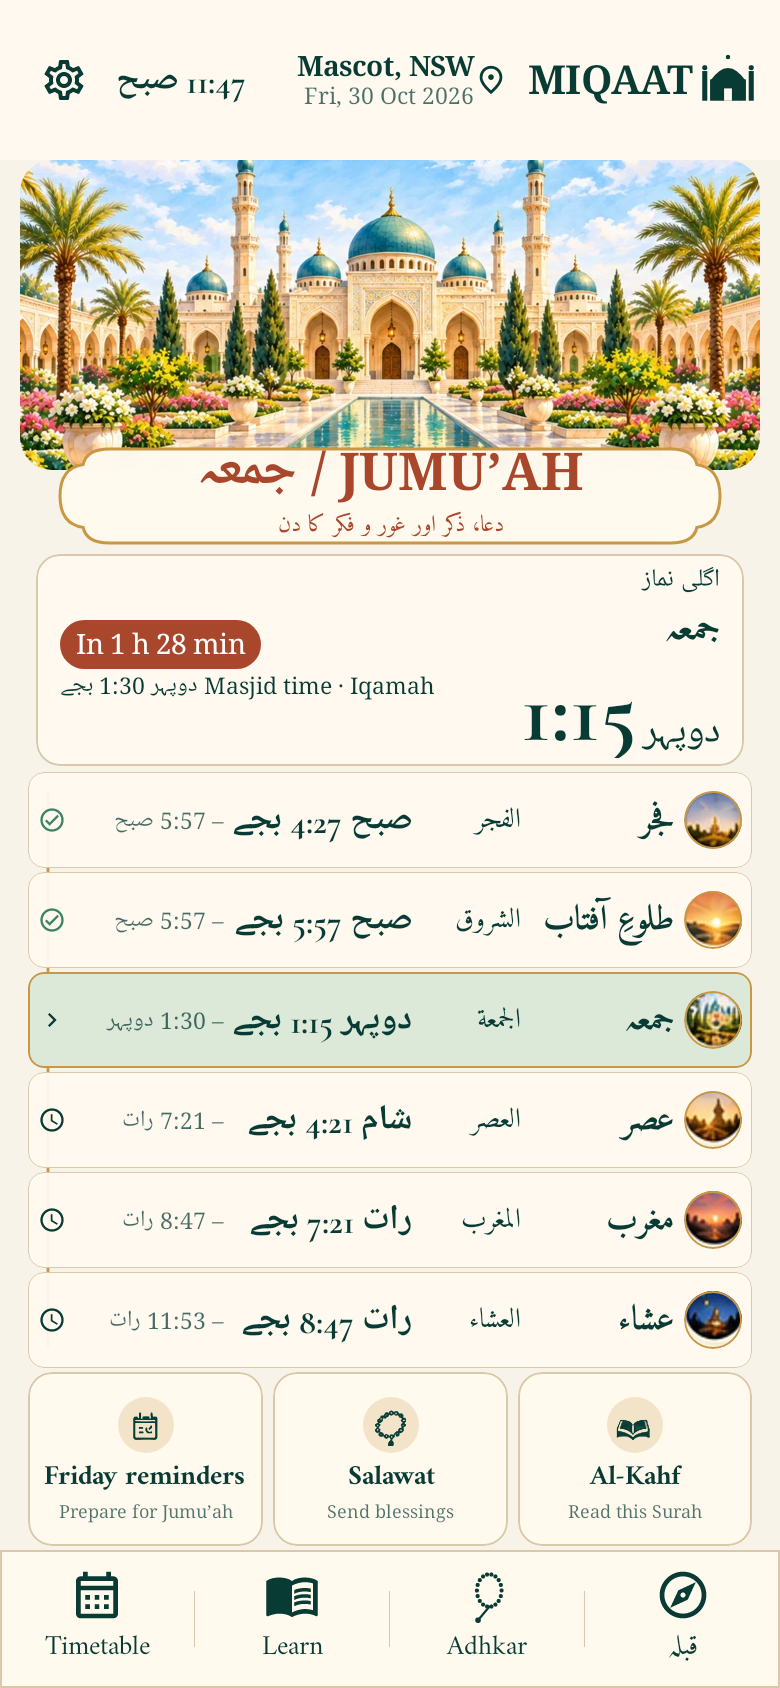 MIQAAT
Mascot, NSW
Fri, 30 Oct 2026
11:47 صبح
جمعہ / JUMU’AH
دعا، ذکر اور غور و فکر کا دن
اگلی نماز
جمعہ
دوپہر 1:15
In 1 h 28 min
دوپہر 1:30 بجے Masjid time · Iqamah
فجر الفجر صبح 4:27 بجے – 5:57 صبح
طلوعِ آفتاب الشروق صبح 5:57 بجے – 5:57 صبح
جمعہ الجمعة دوپہر 1:15 بجے – 1:30 دوپہر
عصر العصر شام 4:21 بجے – 7:21 رات
مغرب المغرب رات 7:21 بجے – 8:47 رات
عشاء العشاء رات 8:47 بجے – 11:53 رات
Al-Kahf
Read this Surah
Salawat
Send blessings
Friday reminders
Prepare for Jumu’ah
قبلہ
Adhkar
Learn
Timetable